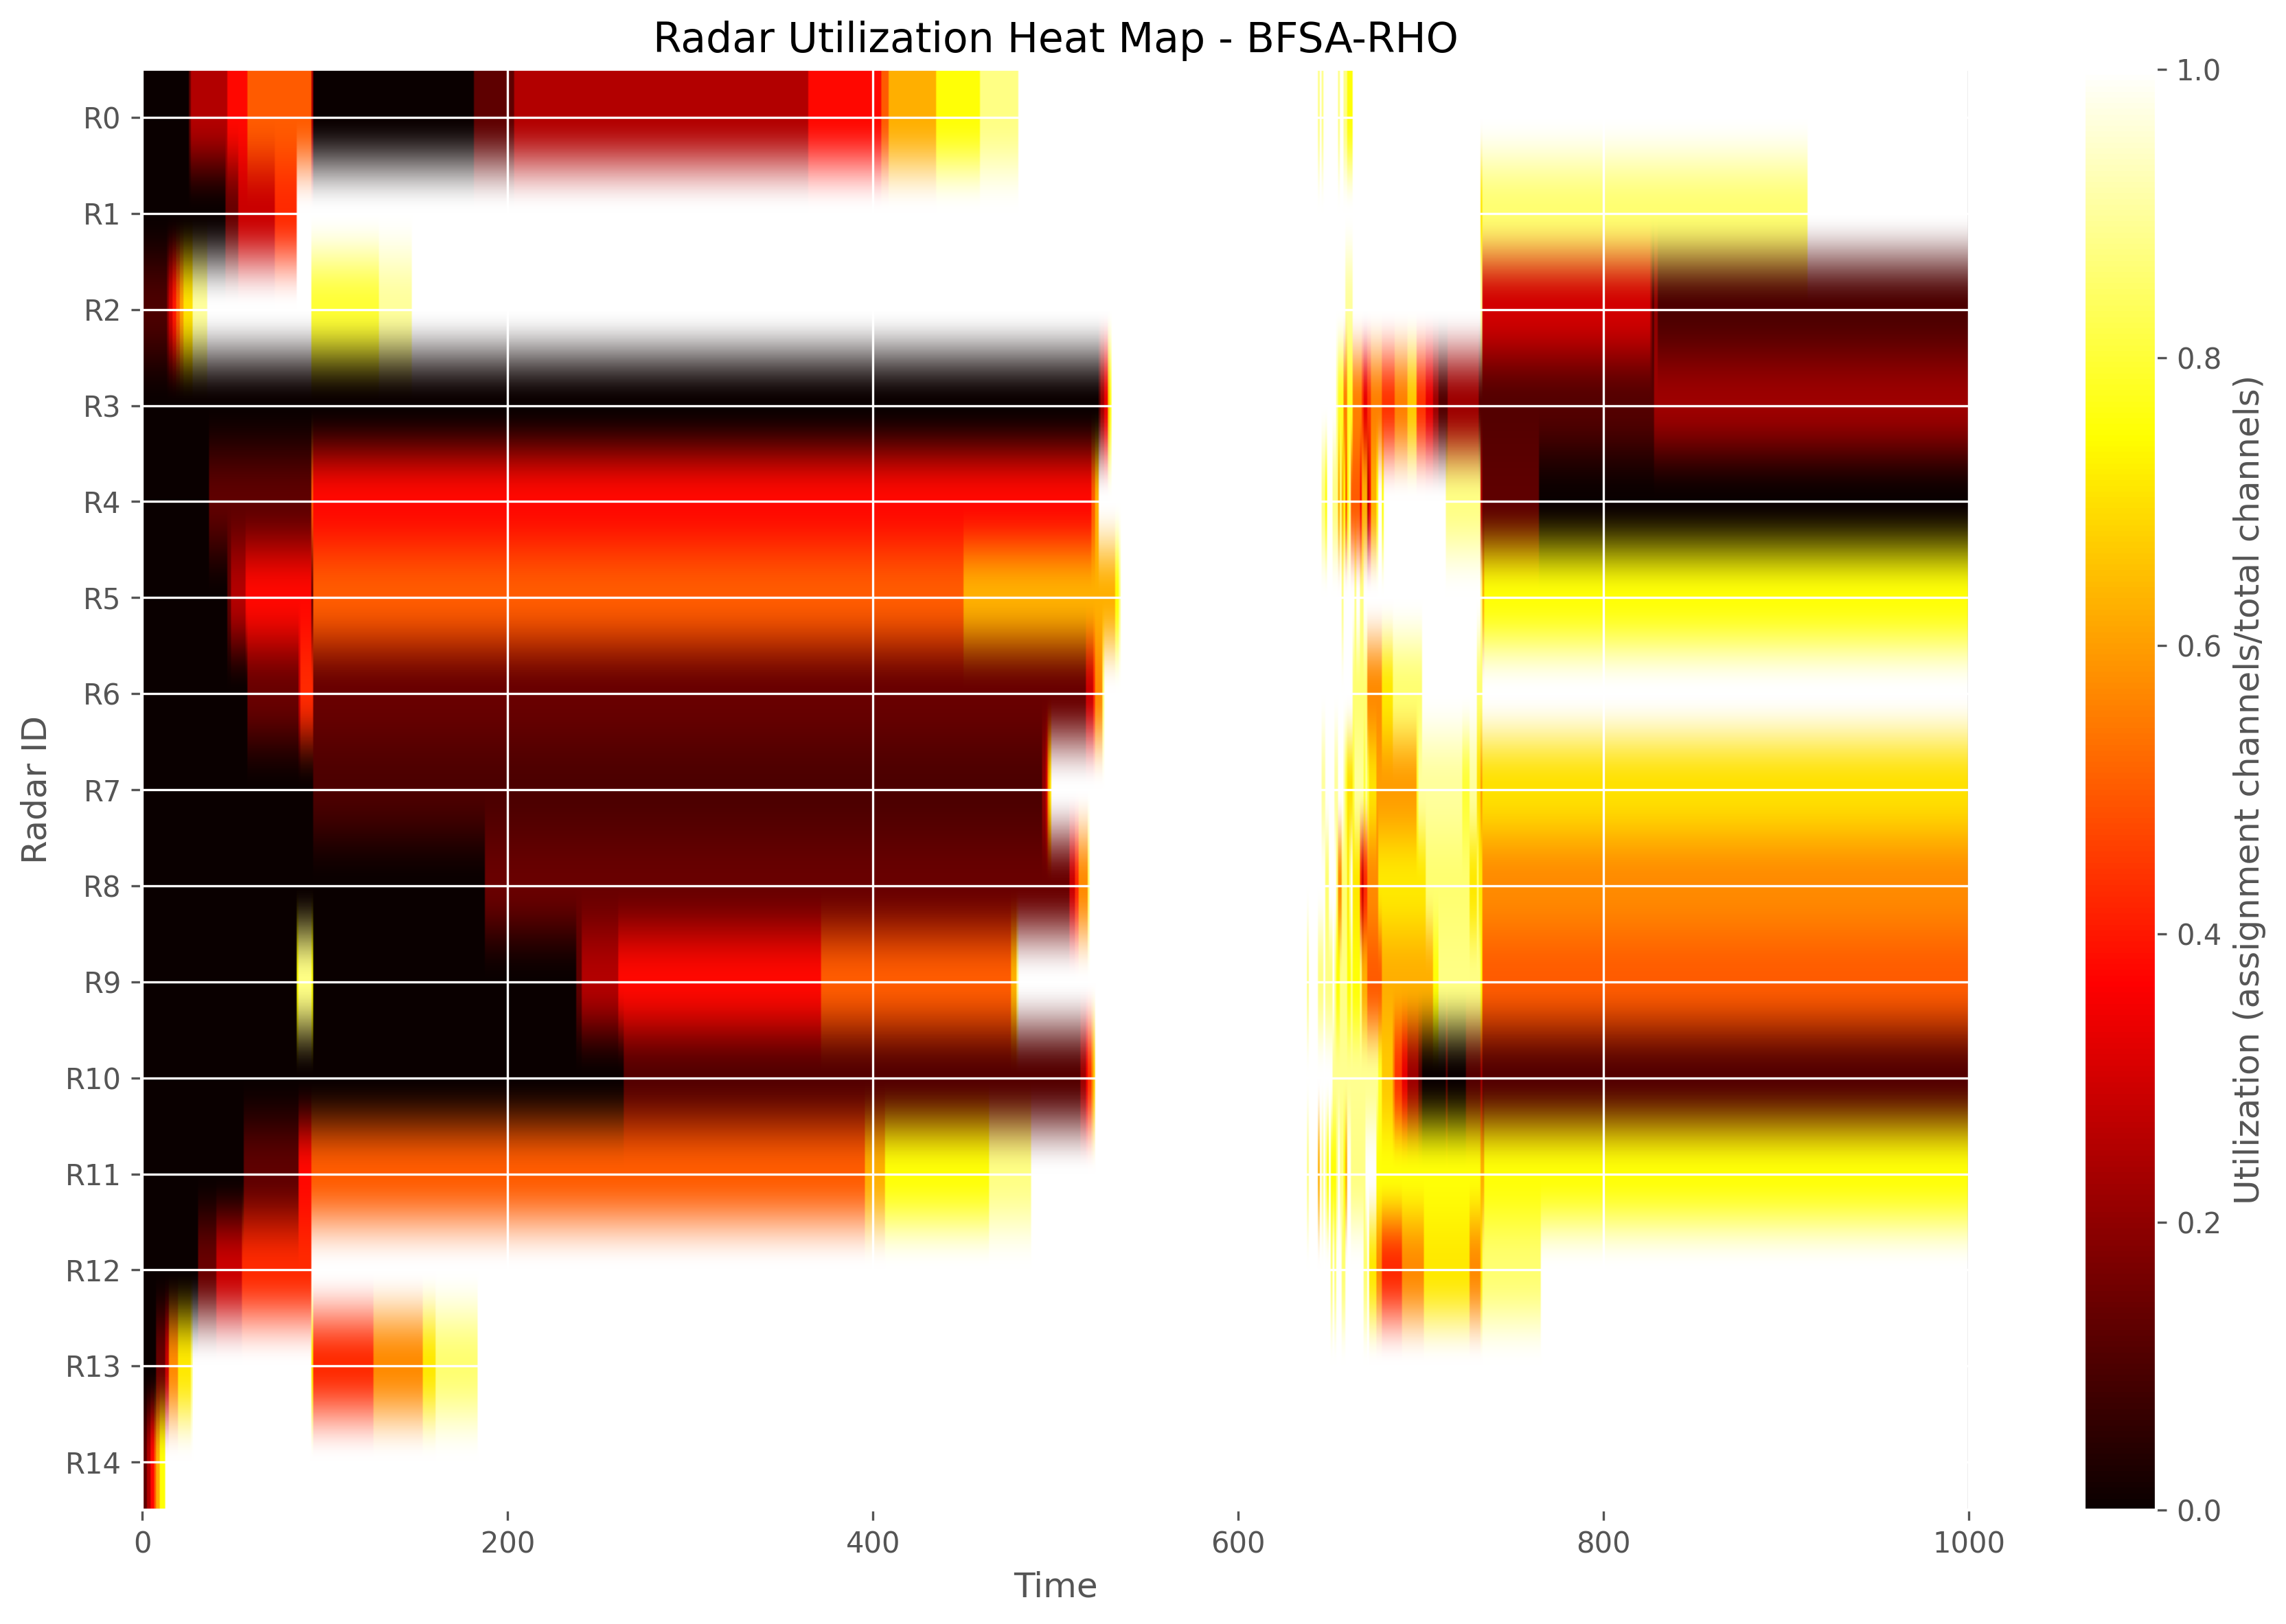 Radar Utilization Heat Map - BFSA-RHO
R0
R1
R2
R3
R4
R5
R6
R7
R8
R9
R10
R11
R12
R13
R14
Radar ID
0 200 400 600 800 1000
Time
1.0
0.8
0.6
0.4
0.2
0.0
Utilization (assignment channels/total channels)